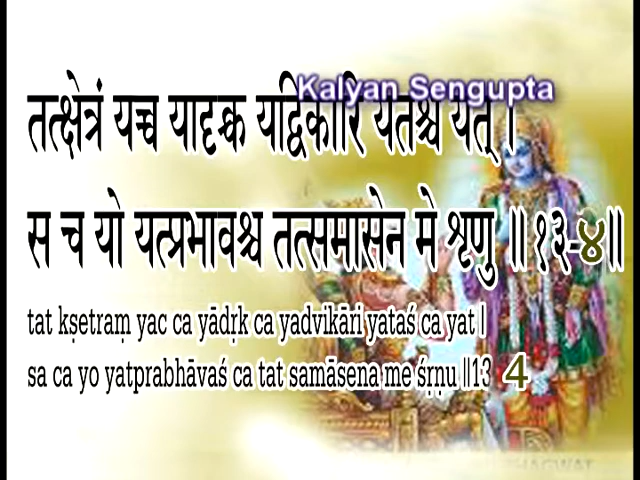 Kalyan Sengupta
तत्क्षेत्रं यच्च यादृक्च यद्विकारि यतश्च यत् ।
स च यो यत्प्रभावश्च तत्समासेन मे शृणु ॥ १३-४॥
tat kṣetraṃ yac ca yādṛk ca yadvikāri yataś ca yat |
sa ca yo yatprabhāvaś ca tat samāsena me śṛṇu ||13 4